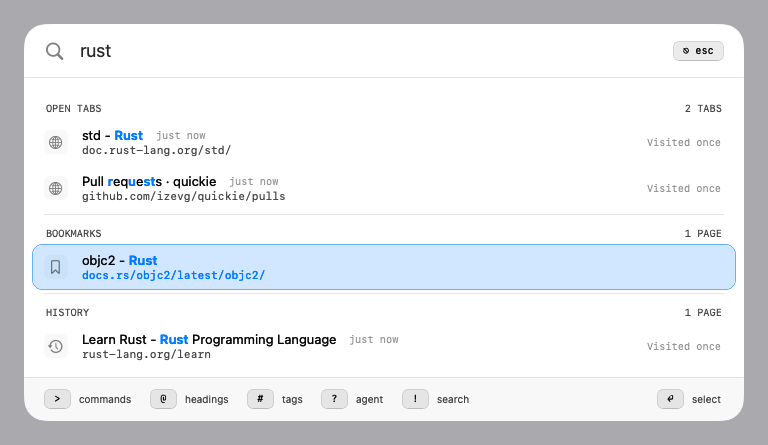 rust
esc
OPEN TABS 2 TABS
std - Rust just now
doc.rust-lang.org/std/
Visited once
Pull requests · quickie just now
github.com/izevg/quickie/pulls
Visited once
BOOKMARKS 1 PAGE
objc2 - Rust
docs.rs/objc2/latest/objc2/
HISTORY 1 PAGE
Learn Rust - Rust Programming Language just now
rust-lang.org/learn
Visited once
> commands @ headings # tags ? agent ! search select